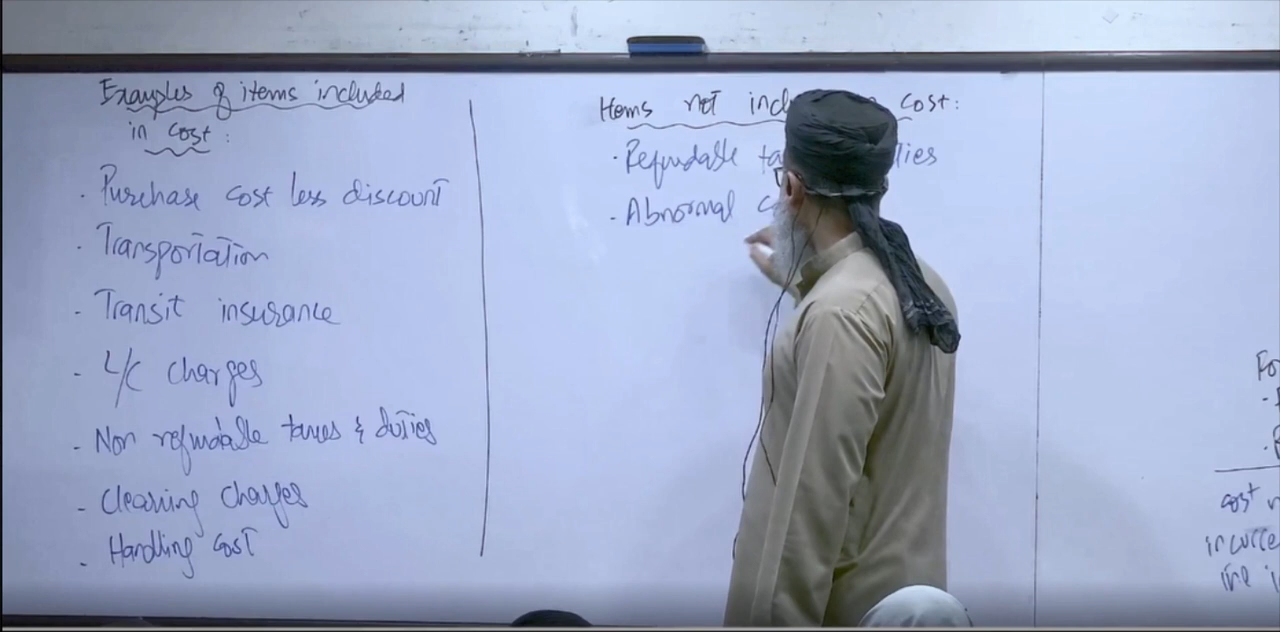 Examples of items included
in cost :
. Purchase cost less discount
. Transportation
. Transit insurance
. L/C charges
. Non refundable taxes & duties
. Clearing charges
. Handling cost
Items not cost :
. Refundable
. Abnormal
cost